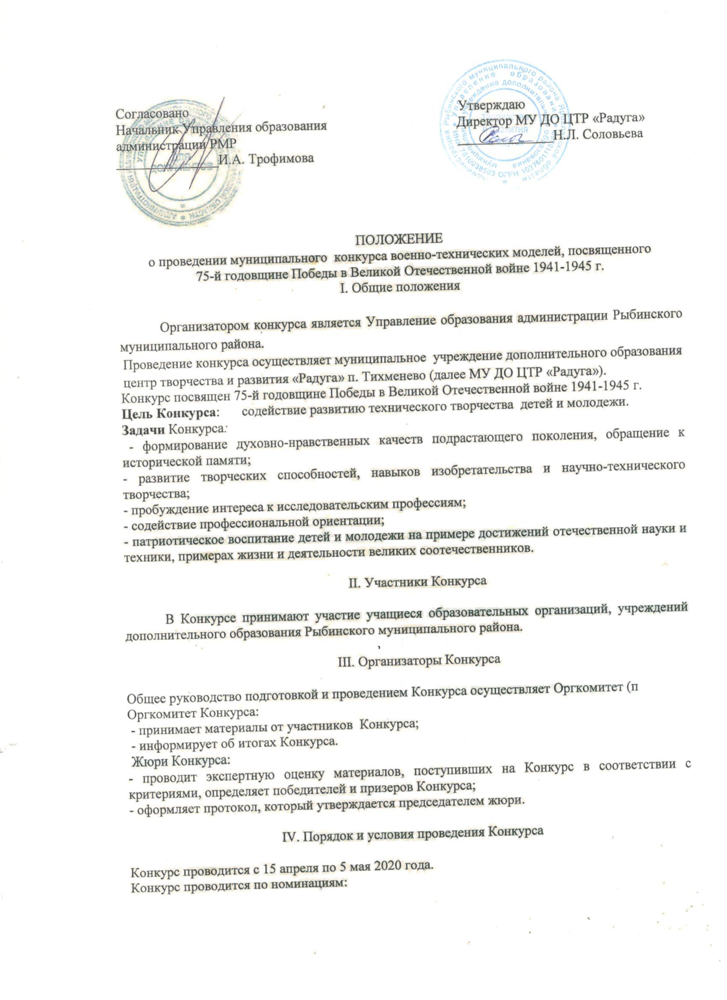 Согласовано
Начальник Управления образования
администрации РМР
_______________И.А. Трофимова
Утверждаю
Директор МУ ДО ЦТР «Радуга»
_______________Н.Л. Соловьева
ПОЛОЖЕНИЕ
о проведении муниципального конкурса военно-технических моделей, посвященного
75-й годовщине Победы в Великой Отечественной войне 1941-1945 г.
I. Общие положения
Организатором конкурса является Управление образования администрации Рыбинского
муниципального района.
Проведение конкурса осуществляет муниципальное учреждение дополнительного образования
центр творчества и развития «Радуга» п. Тихменево (далее МУ ДО ЦТР «Радуга»).
Конкурс посвящен 75-й годовщине Победы в Великой Отечественной войне 1941-1945 г.
Цель Конкурса: содействие развитию технического творчества детей и молодежи.
Задачи Конкурса:
- формирование духовно-нравственных качеств подрастающего поколения, обращение к
исторической памяти;
- развитие творческих способностей, навыков изобретательства и научно-технического
творчества;
- пробуждение интереса к исследовательским профессиям;
- содействие профессиональной ориентации;
- патриотическое воспитание детей и молодежи на примере достижений отечественной науки и
техники, примерах жизни и деятельности великих соотечественников.
II. Участники Конкурса
В Конкурсе принимают участие учащиеся образовательных организаций, учреждений
дополнительного образования Рыбинского муниципального района.
III. Организаторы Конкурса
Общее руководство подготовкой и проведением Конкурса осуществляет Оргкомитет (п
Оргкомитет Конкурса:
- принимает материалы от участников Конкурса;
- информирует об итогах Конкурса.
Жюри Конкурса:
- проводит экспертную оценку материалов, поступивших на Конкурс в соответствии с
критериями, определяет победителей и призеров Конкурса;
- оформляет протокол, который утверждается председателем жюри.
IV. Порядок и условия проведения Конкурса
Конкурс проводится с 15 апреля по 5 мая 2020 года.
Конкурс проводится по номинациям: